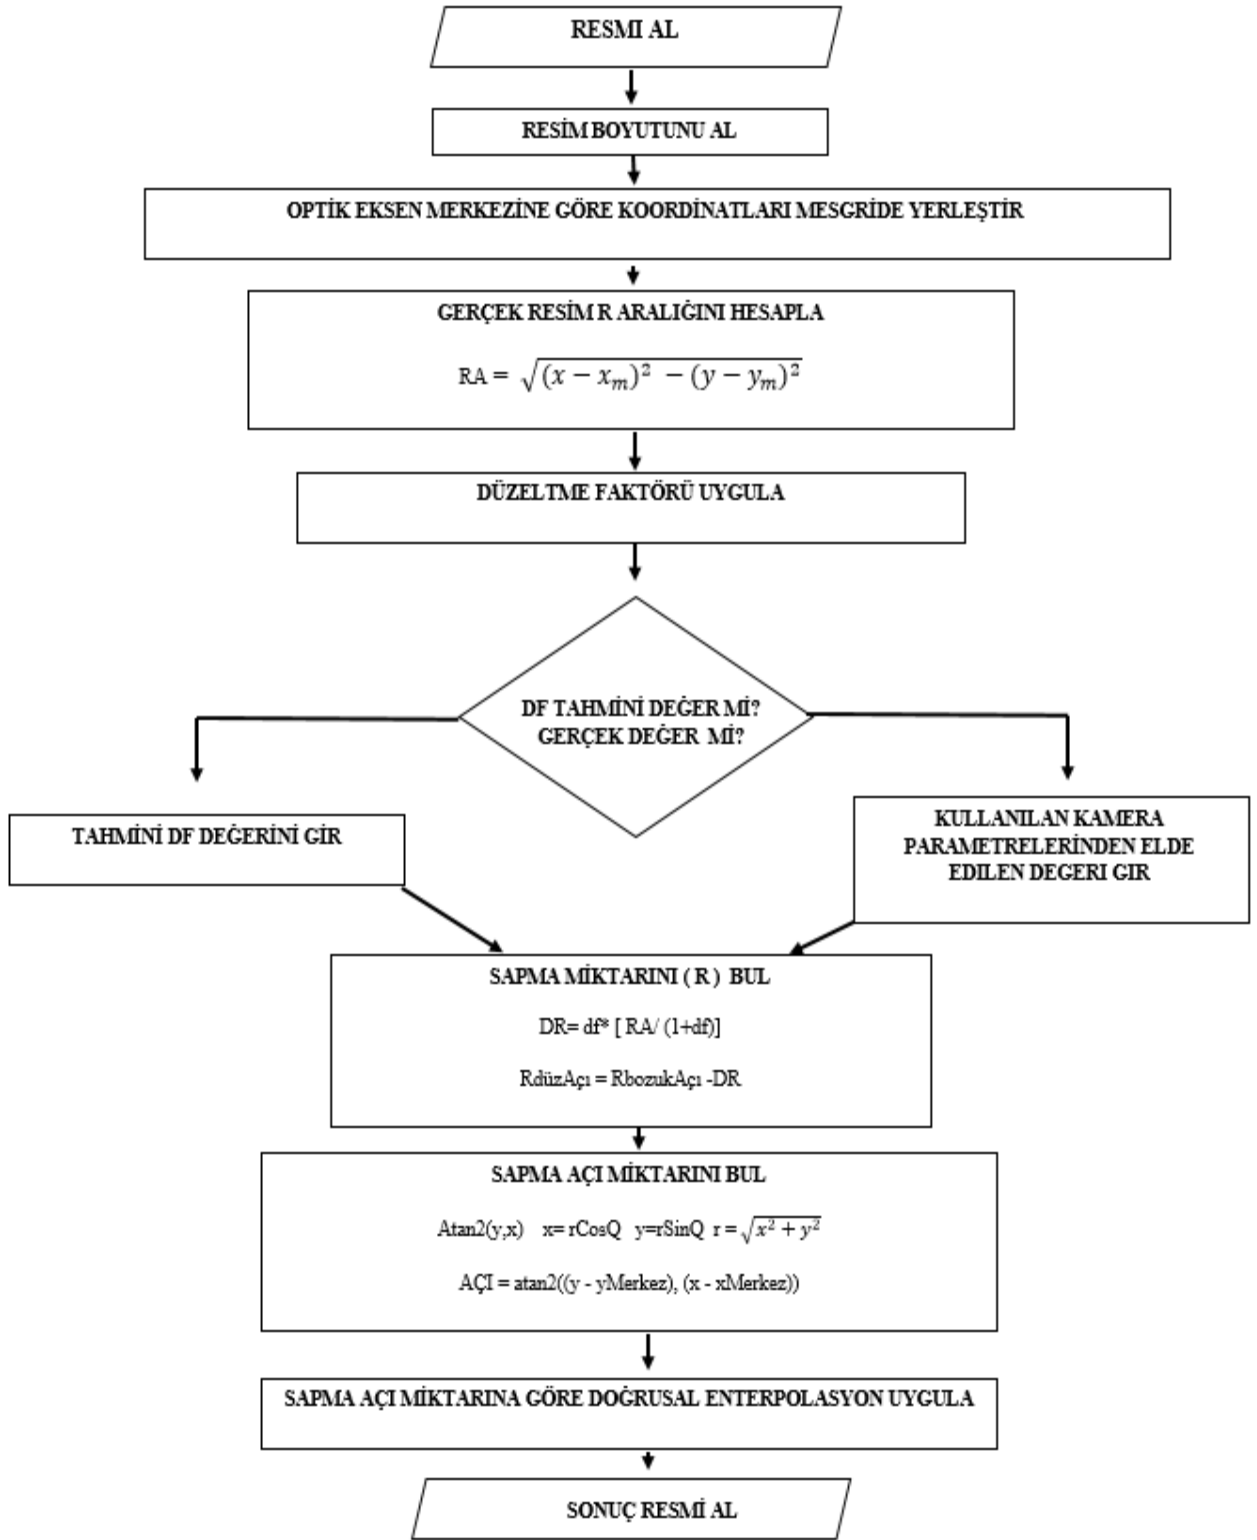 RESMI AL
RESİM BOYUTUNU AL
OPTİK EKSEN MERKEZİNE GÖRE KOORDİNATLARI MESGRİDE YERLEŞTİR
GERÇEK RESİM R ARALIĞINI HESAPLA
RA = √((x − x_m)² − (y − y_m)²)
DÜZELTME FAKTÖRÜ UYGULA
DF TAHMİNİ DEĞER Mİ?
GERÇEK DEĞER Mİ?
TAHMİNİ DF DEĞERİNİ GİR
KULLANILAN KAMERA
PARAMETRELERİNDEN ELDE
EDILEN DEGERI GIR
SAPMA MİKTARINI ( R ) BUL
DR= df* [ RA/ (1+df)]
RdüzAçı = RbozukAçı -DR
SAPMA AÇI MİKTARINI BUL
Atan2(y,x) x= rCosQ y=rSinQ r = √(x² + y²)
AÇI = atan2((y - yMerkez), (x - xMerkez))
SAPMA AÇI MİKTARINA GÖRE DOĞRUSAL ENTERPOLASYON UYGULA
SONUÇ RESMİ AL